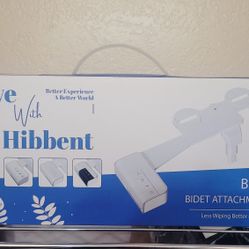 ve
With
Hibbent
Better Experience
A Better World
B
BIDET ATTACHM
Less Wiping Better